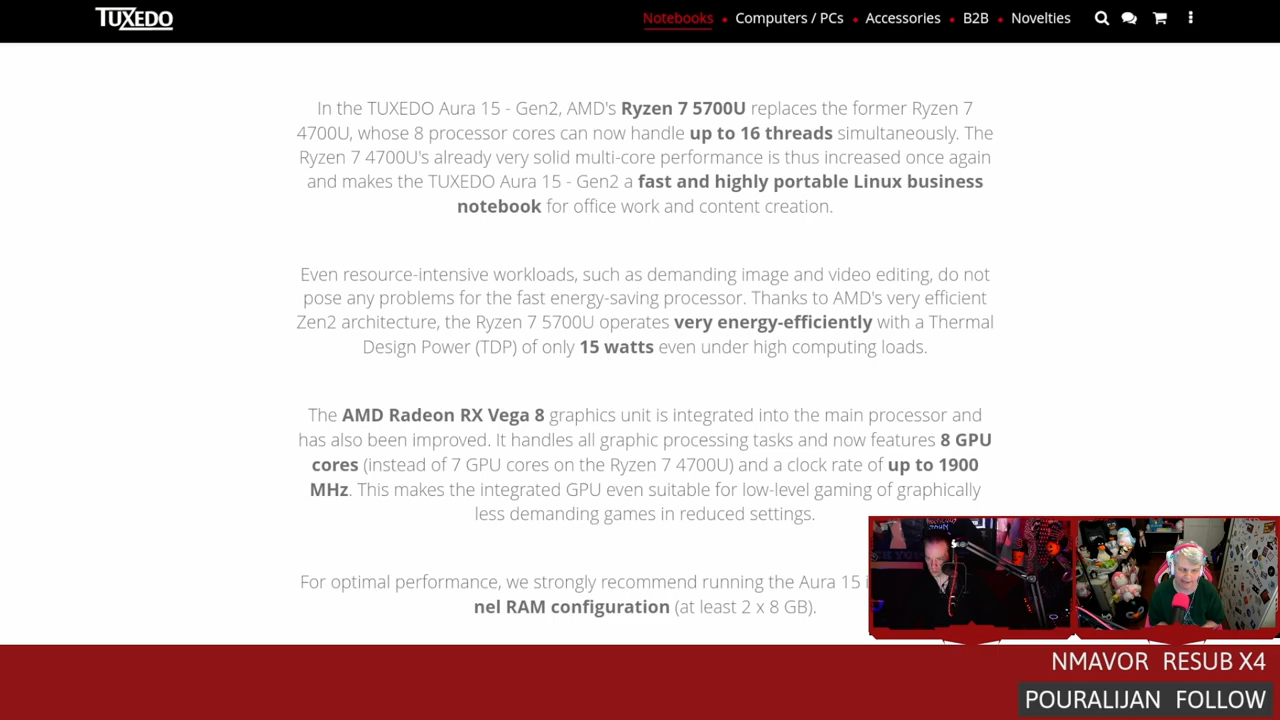 TUXEDO
Notebooks • Computers / PCs • Accessories • B2B • Novelties
In the TUXEDO Aura 15 - Gen2, AMD's Ryzen 7 5700U replaces the former Ryzen 7
4700U, whose 8 processor cores can now handle up to 16 threads simultaneously. The
Ryzen 7 4700U's already very solid multi-core performance is thus increased once again
and makes the TUXEDO Aura 15 - Gen2 a fast and highly portable Linux business
notebook for office work and content creation.
Even resource-intensive workloads, such as demanding image and video editing, do not
pose any problems for the fast energy-saving processor. Thanks to AMD's very efficient
Zen2 architecture, the Ryzen 7 5700U operates very energy-efficiently with a Thermal
Design Power (TDP) of only 15 watts even under high computing loads.
The AMD Radeon RX Vega 8 graphics unit is integrated into the main processor and
has also been improved. It handles all graphic processing tasks and now features 8 GPU
cores (instead of 7 GPU cores on the Ryzen 7 4700U) and a clock rate of up to 1900
MHz. This makes the integrated GPU even suitable for low-level gaming of graphically
less demanding games in reduced settings.
For optimal performance, we strongly recommend running the Aura 15
nel RAM configuration (at least 2 x 8 GB).
NMAVOR RESUB X4
POURALIJAN FOLLOW